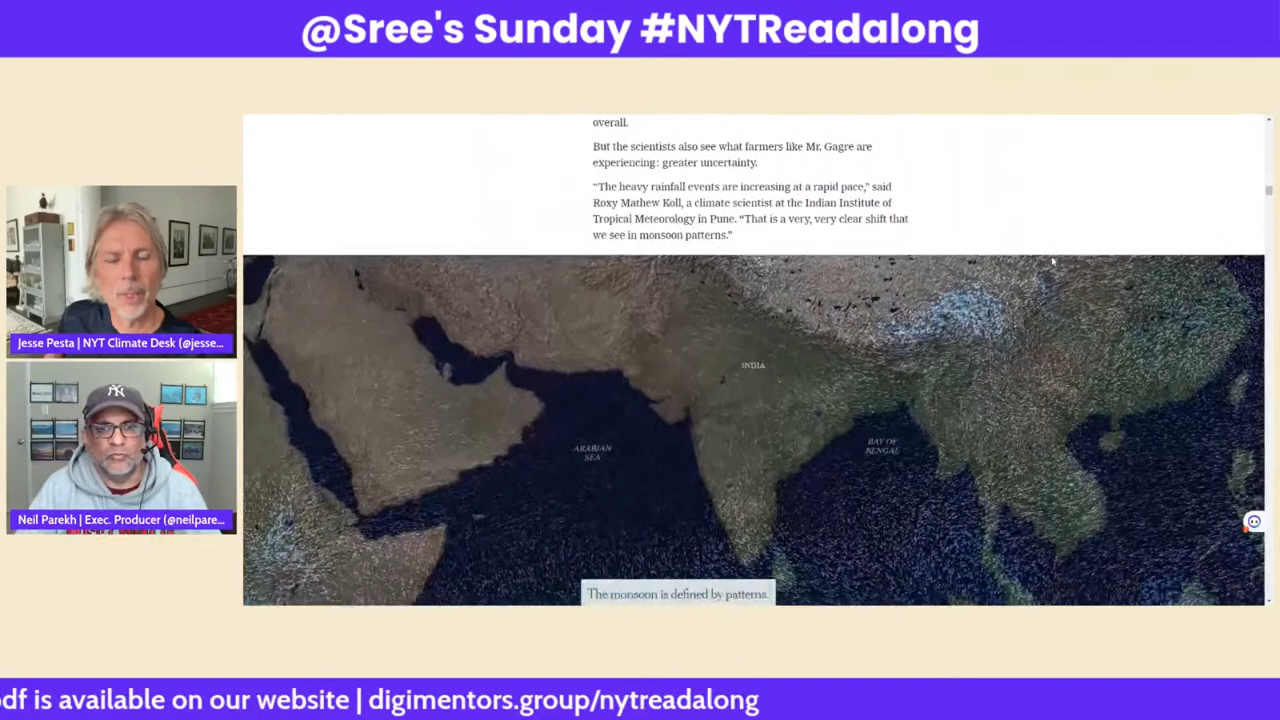 @Sree's Sunday #NYTReadalong
overall.
But the scientists also see what farmers like Mr. Gagre are
experiencing: greater uncertainty.
“The heavy rainfall events are increasing at a rapid pace,” said
Roxy Mathew Koll, a climate scientist at the Indian Institute of
Tropical Meteorology in Pune. “That is a very, very clear shift that
we see in monsoon patterns.”
INDIA
ARABIAN
SEA
BAY OF
BENGAL
The monsoon is defined by patterns.
Jesse Pesta | NYT Climate Desk (@jesse...
Neil Parekh | Exec. Producer (@neilpare...
odf is available on our website | digimentors.group/nytreadalong